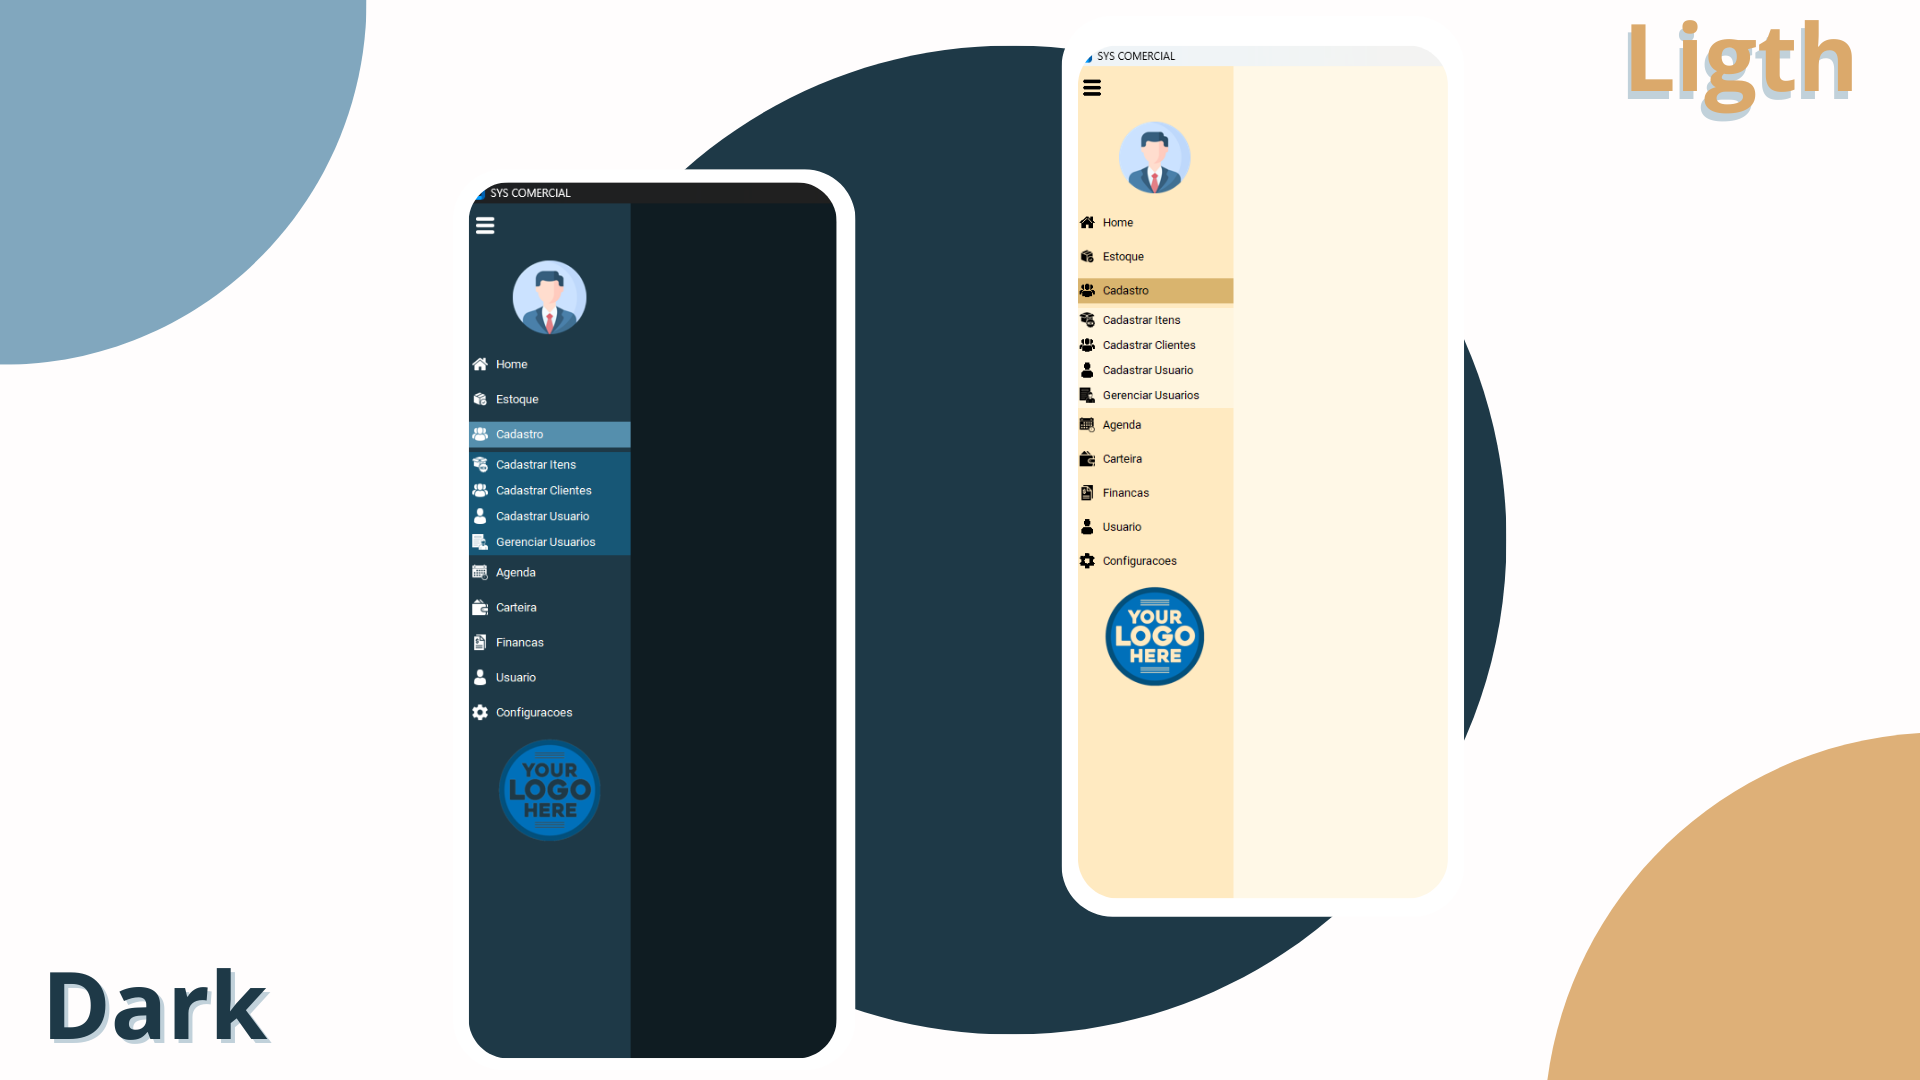 Ligth
SYS COMERCIAL
Home
Estoque
Cadastro
Cadastrar Itens
Cadastrar Clientes
Cadastrar Usuario
Gerenciar Usuarios
Agenda
Carteira
Financas
Usuario
Configuracoes
YOUR
LOGO
HERE
SYS COMERCIAL
Home
Estoque
Cadastro
Cadastrar Itens
Cadastrar Clientes
Cadastrar Usuario
Gerenciar Usuarios
Agenda
Carteira
Financas
Usuario
Configuracoes
YOUR
LOGO
HERE
Dark